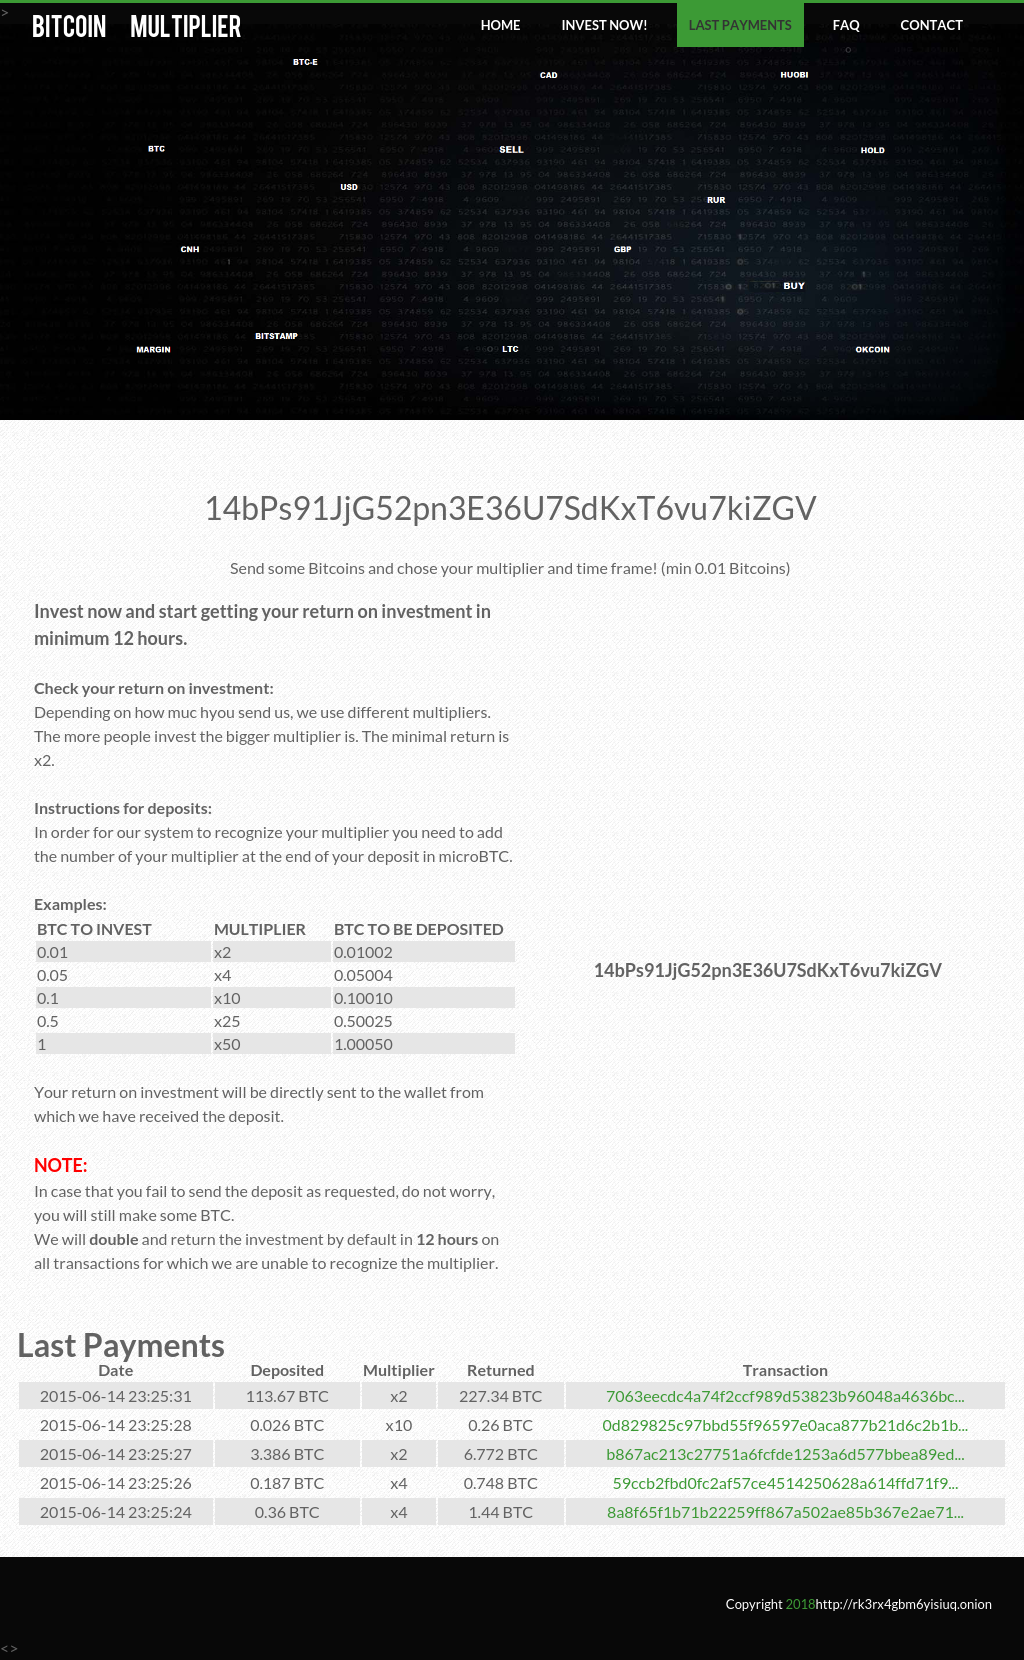 >
BITCOIN MULTIPLIER
HOME INVEST NOW! LAST PAYMENTS FAQ CONTACT
BTC-E
CAD
HUOBI
BTC
SELL
HOLD
USD
RUR
CNH
GBP
BUY
BITSTAMP
MARGIN
LTC
OKCOIN
14bPs91JjG52pn3E36U7SdKxT6vu7kiZGV
Send some Bitcoins and chose your multiplier and time frame! (min 0.01 Bitcoins)
Invest now and start getting your return on investment in
minimum 12 hours.
Check your return on investment:
Depending on how muc hyou send us, we use different multipliers.
The more people invest the bigger multiplier is. The minimal return is
x2.
Instructions for deposits:
In order for our system to recognize your multiplier you need to add
the number of your multiplier at the end of your deposit in microBTC.
Examples:
BTC TO INVEST MULTIPLIER BTC TO BE DEPOSITED
0.01 x2 0.01002
0.05 x4 0.05004
0.1 x10 0.10010
0.5 x25 0.50025
1 x50 1.00050
14bPs91JjG52pn3E36U7SdKxT6vu7kiZGV
Your return on investment will be directly sent to the wallet from
which we have received the deposit.
NOTE:
In case that you fail to send the deposit as requested, do not worry,
you will still make some BTC.
We will double and return the investment by default in 12 hours on
all transactions for which we are unable to recognize the multiplier.
Last Payments
Date Deposited Multiplier Returned Transaction
2015-06-14 23:25:31 113.67 BTC x2 227.34 BTC 7063eecdc4a74f2ccf989d53823b96048a4636bc...
2015-06-14 23:25:28 0.026 BTC x10 0.26 BTC 0d829825c97bbd55f96597e0aca877b21d6c2b1b...
2015-06-14 23:25:27 3.386 BTC x2 6.772 BTC b867ac213c27751a6fcfde1253a6d577bbea89ed...
2015-06-14 23:25:26 0.187 BTC x4 0.748 BTC 59ccb2fbd0fc2af57ce4514250628a614ffd71f9...
2015-06-14 23:25:24 0.36 BTC x4 1.44 BTC 8a8f65f1b71b22259ff867a502ae85b367e2ae71...
Copyright 2018http://rk3rx4gbm6yisiuq.onion
<>